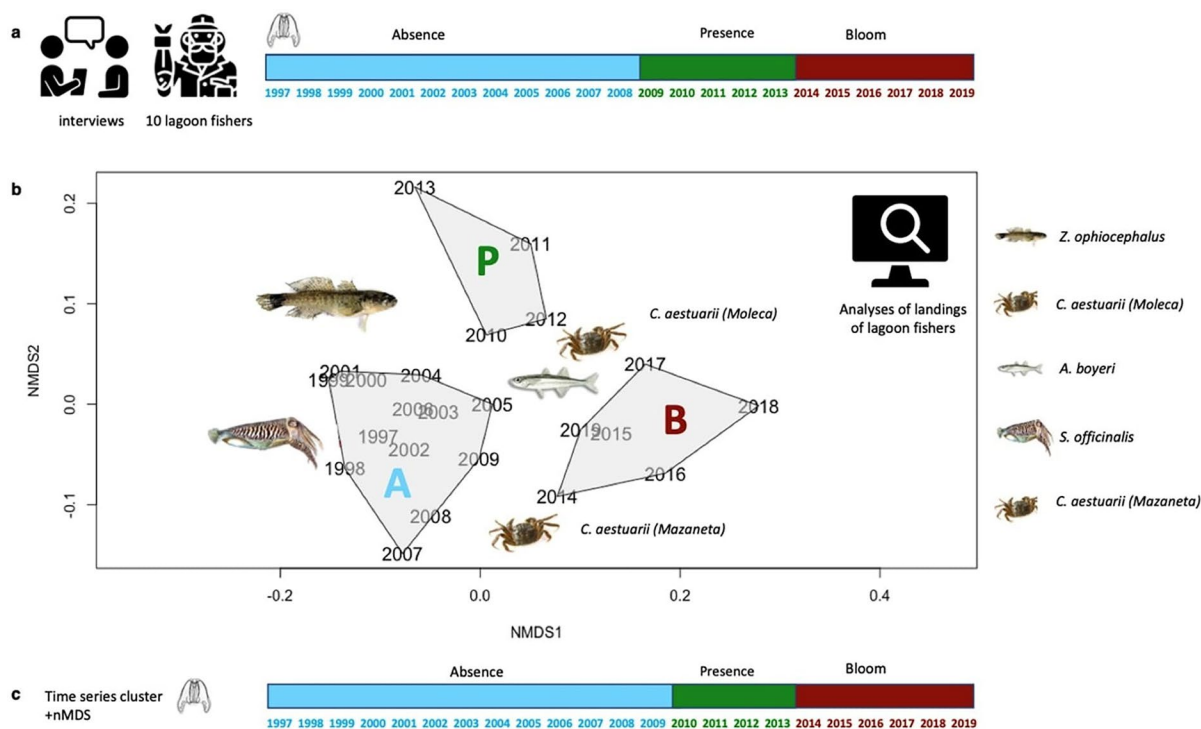 a
Absence
Presence
Bloom
1997 1998 1999 2000 2001 2002 2003 2004 2005 2006 2007 2008 2009 2010 2011 2012 2013 2014 2015 2016 2017 2018 2019
interviews
10 lagoon fishers
b
NMDS2
0.2
0.1
0.0
-0.1
2013
2011
P
2012
2010
C. aestuarii (Moleca)
Analyses of landings
of lagoon fishers
2001
1999
2000
2004
2005
2006
2003
1997
2002
1998
2009
A
2008
2007
2017
2018
B
2019
2015
2016
2014
C. aestuarii (Mazaneta)
-0.2
0.0
0.2
0.4
NMDS1
Z. ophiocephalus
C. aestuarii (Moleca)
A. boyeri
S. officinalis
C. aestuarii (Mazaneta)
c
Time series cluster
+nMDS
Absence
Presence
Bloom
1997 1998 1999 2000 2001 2002 2003 2004 2005 2006 2007 2008 2009 2010 2011 2012 2013 2014 2015 2016 2017 2018 2019